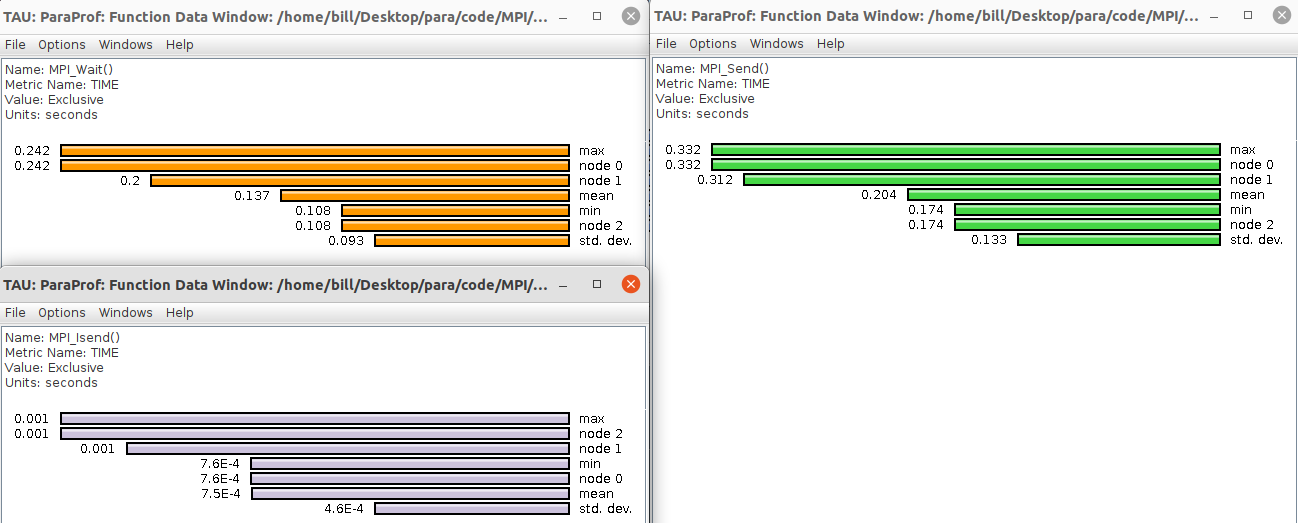 TAU: ParaProf: Function Data Window: /home/bill/Desktop/para/code/MPI/...
File Options Windows Help
Name: MPI_Wait()
Metric Name: TIME
Value: Exclusive
Units: seconds
0.242 max
0.242 node 0
0.2 node 1
0.137 mean
0.108 min
0.108 node 2
0.093 std. dev.
TAU: ParaProf: Function Data Window: /home/bill/Desktop/para/code/MPI/...
File Options Windows Help
Name: MPI_Send()
Metric Name: TIME
Value: Exclusive
Units: seconds
0.332 max
0.332 node 0
0.312 node 1
0.204 mean
0.174 min
0.174 node 2
0.133 std. dev.
TAU: ParaProf: Function Data Window: /home/bill/Desktop/para/code/MPI/...
File Options Windows Help
Name: MPI_Isend()
Metric Name: TIME
Value: Exclusive
Units: seconds
0.001 max
0.001 node 2
0.001 node 1
7.6E-4 min
7.6E-4 node 0
7.5E-4 mean
4.6E-4 std. dev.